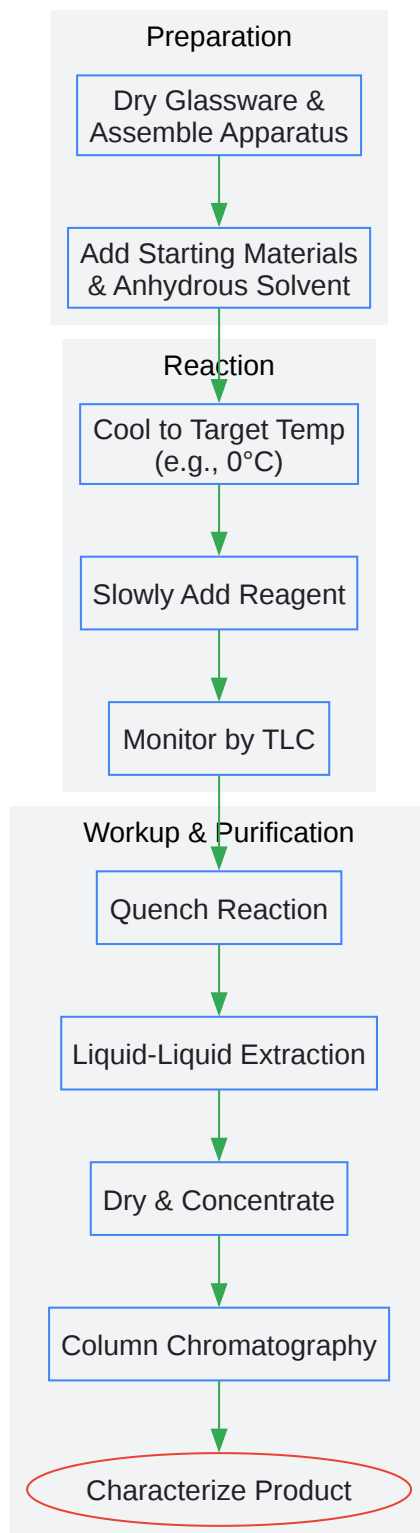 Preparation
Dry Glassware &
Assemble Apparatus
Add Starting Materials
& Anhydrous Solvent
Reaction
Cool to Target Temp
(e.g., 0°C)
Slowly Add Reagent
Monitor by TLC
Workup & Purification
Quench Reaction
Liquid-Liquid Extraction
Dry & Concentrate
Column Chromatography
Characterize Product